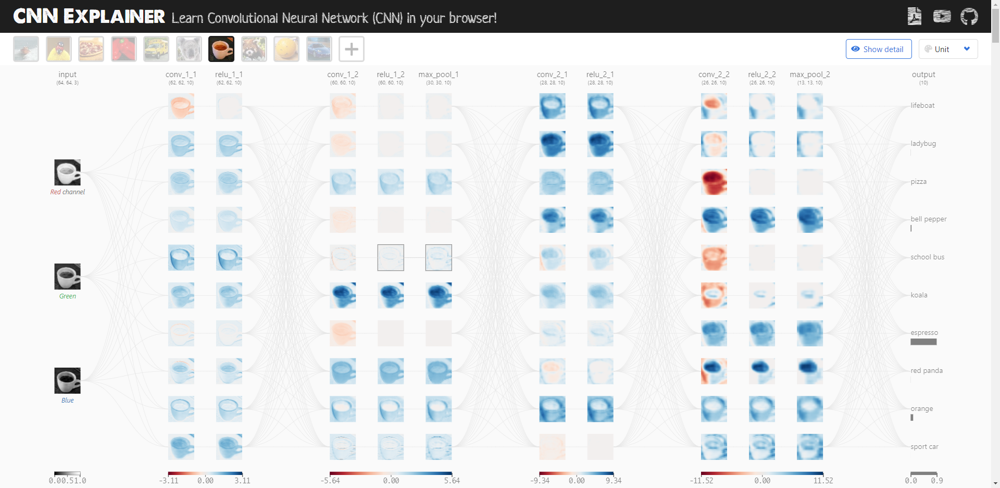 CNN EXPLAINER Learn Convolutional Neural Network (CNN) in your browser!
Show detail
Unit
input
(64, 64, 3)
conv_1_1
(62, 62, 10)
relu_1_1
(62, 62, 10)
conv_1_2
(60, 60, 10)
relu_1_2
(60, 60, 10)
max_pool_1
(30, 30, 10)
conv_2_1
(28, 28, 10)
relu_2_1
(28, 28, 10)
conv_2_2
(26, 26, 10)
relu_2_2
(26, 26, 10)
max_pool_2
(13, 13, 10)
output
(10)
Red channel
Green
Blue
lifeboat
ladybug
pizza
bell pepper
school bus
koala
espresso
red panda
orange
sport car
0.00.51.0
-3.11 0.00 3.11
-5.64 0.00 5.64
-9.34 0.00 9.34
-11.52 0.00 11.52
0.0 0.9